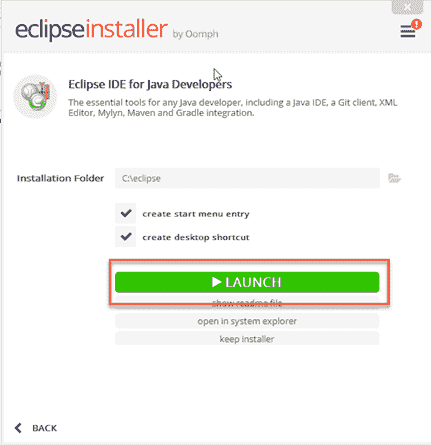 eclipseinstaller by Oomph
Eclipse IDE for Java Developers
The essential tools for any Java developer, including a Java IDE, a Git client, XML
Editor, Mylyn, Maven and Gradle integration.
Installation Folder C:\eclipse
create start menu entry
create desktop shortcut
LAUNCH
show readme file
open in system explorer
keep installer
BACK